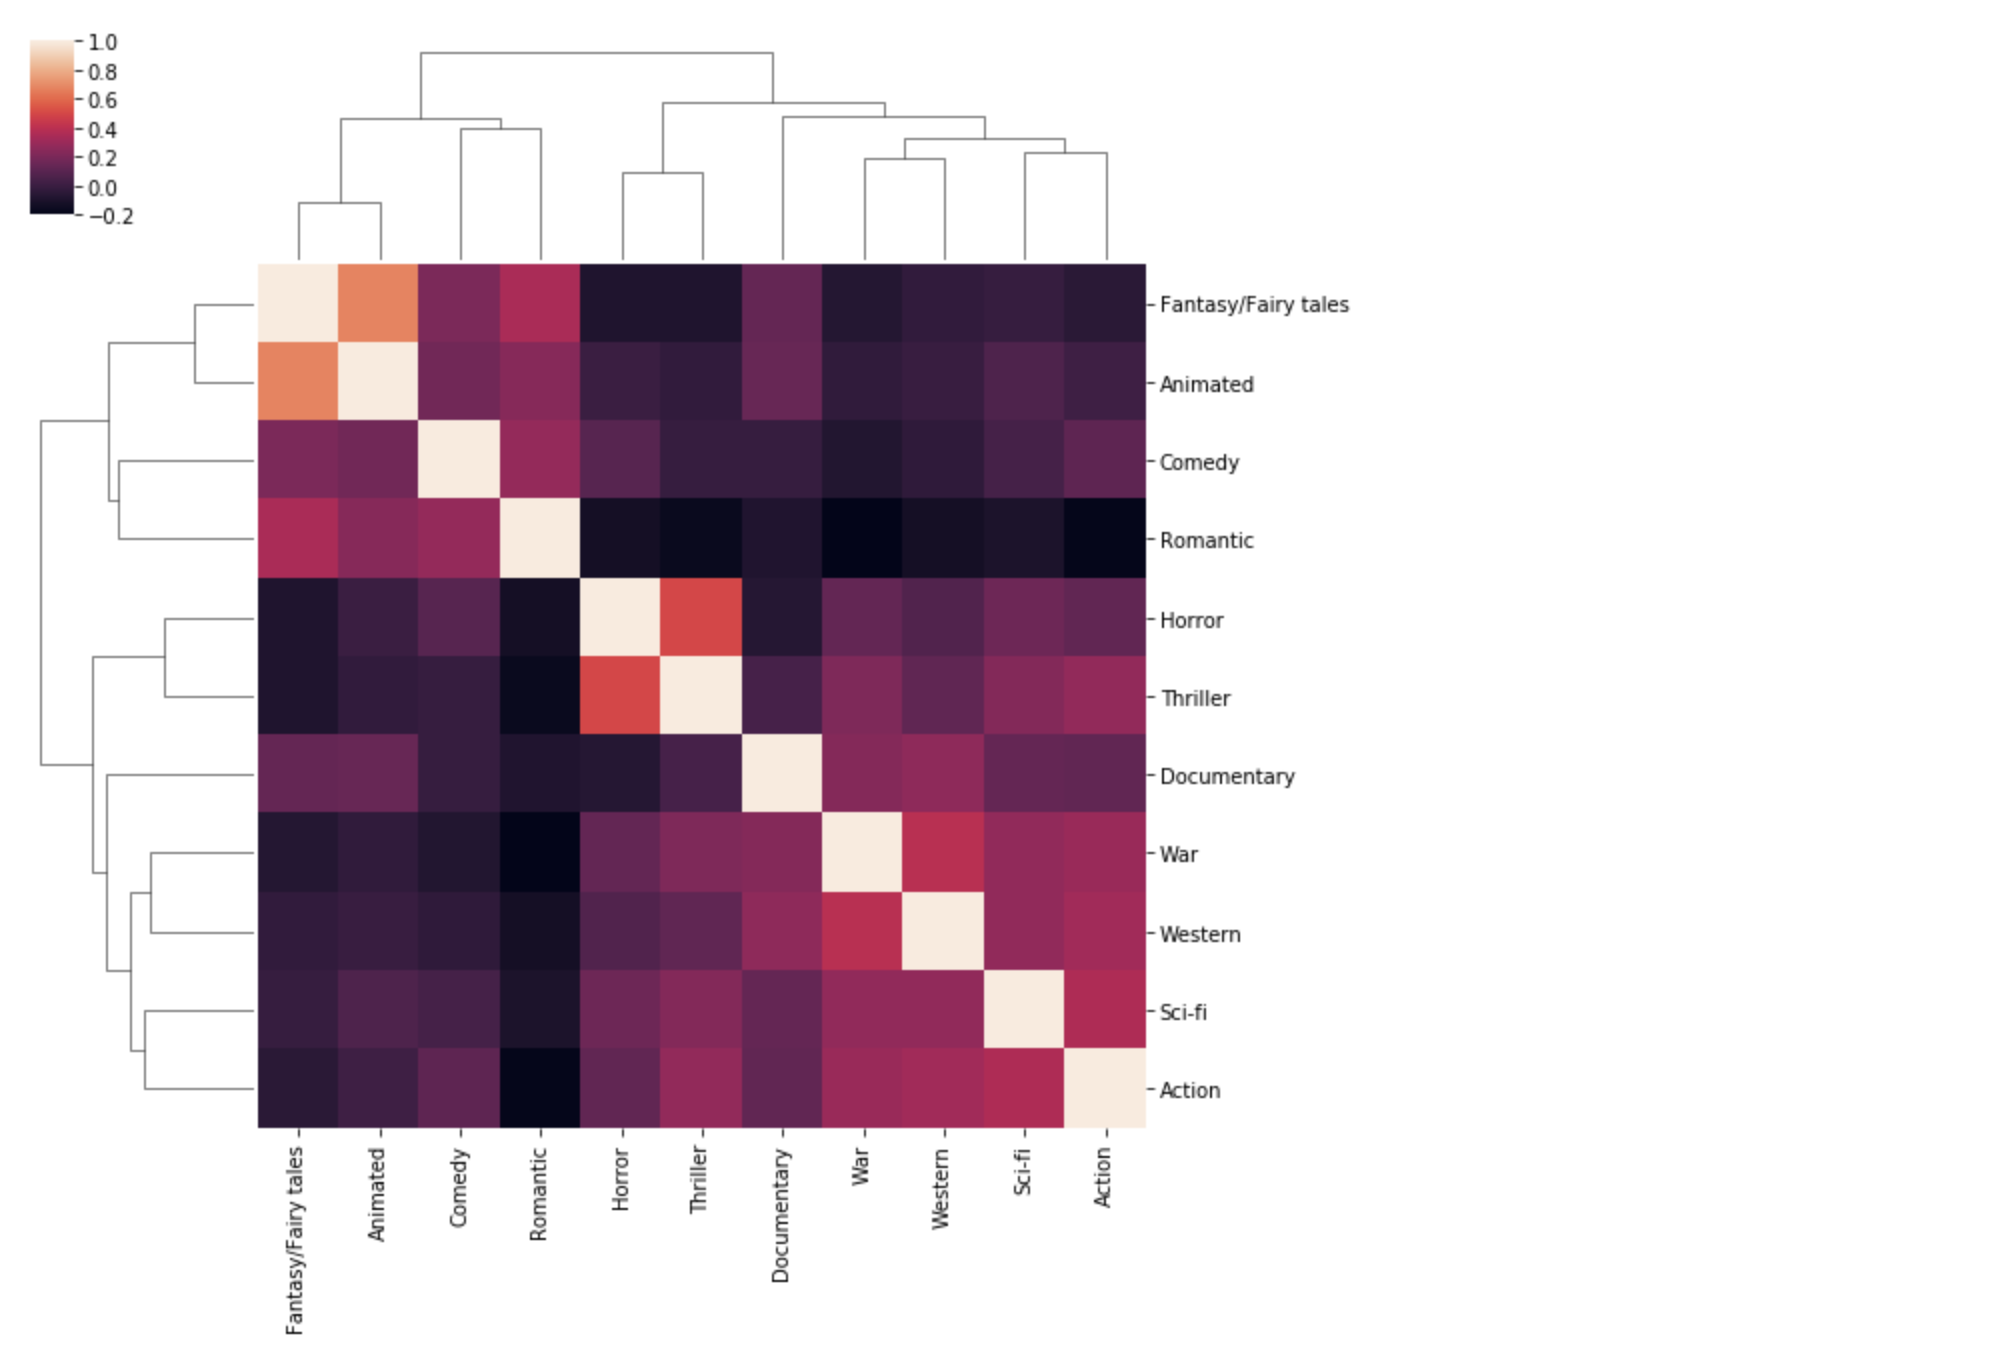 1.0
0.8
0.6
0.4
0.2
0.0
−0.2
Fantasy/Fairy tales
Animated
Comedy
Romantic
Horror
Thriller
Documentary
War
Western
Sci-fi
Action
Fantasy/Fairy tales
Animated
Comedy
Romantic
Horror
Thriller
Documentary
War
Western
Sci-fi
Action